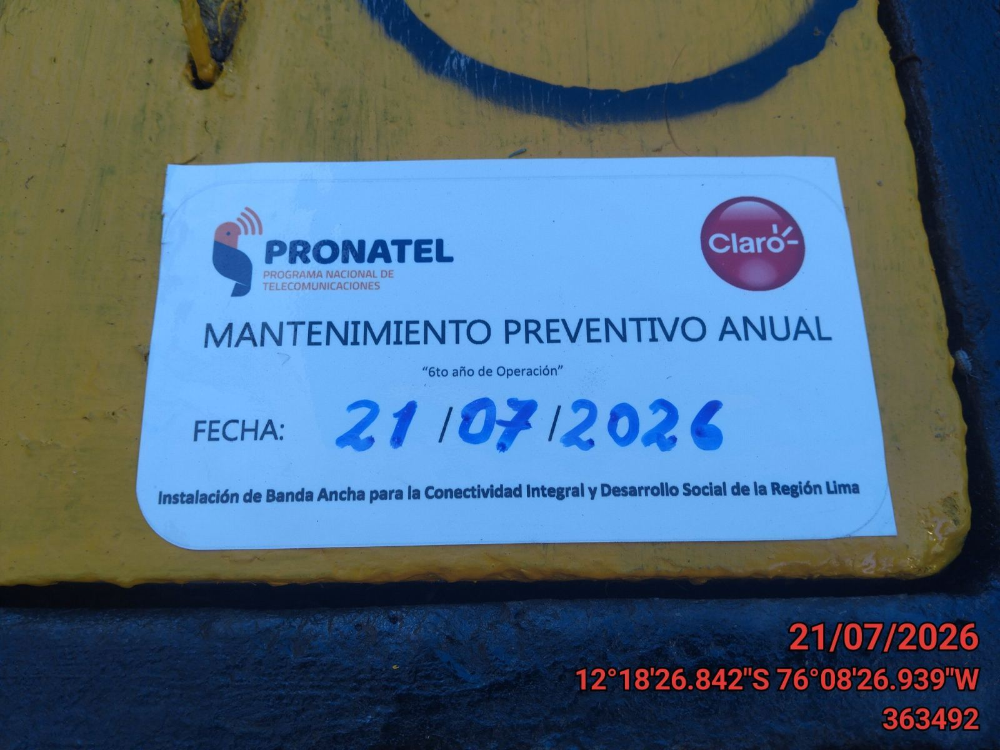 PRONATEL
PROGRAMA NACIONAL DE
TELECOMUNICACIONES
Claro
MANTENIMIENTO PREVENTIVO ANUAL
“6to año de Operación”
FECHA: 21/07/2026
Instalación de Banda Ancha para la Conectividad Integral y Desarrollo Social de la Región Lima
21/07/2026
12°18'26.842"S 76°08'26.939"W
363492